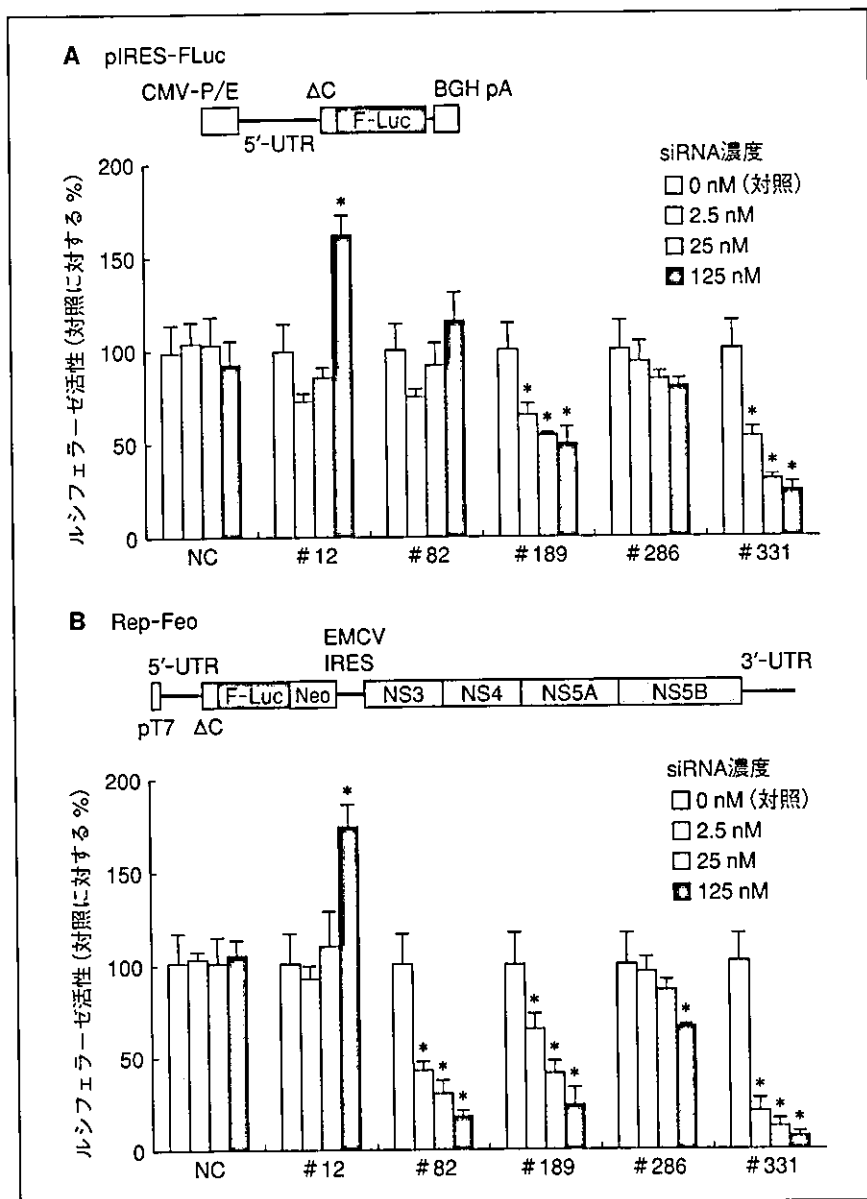 A pIRES-FLuc
CMV-P/E ΔC BGH pA
F-Luc
5′-UTR
siRNA濃度
0 nM (対照)
2.5 nM
25 nM
125 nM
ルシフェラーゼ活性 (対照に対する %)
200
150
100
50
0
* * * * * * *
NC #12 #82 #189 #286 #331
B Rep-Feo
EMCV
5′-UTR IRES 3′-UTR
F-Luc Neo NS3 NS4 NS5A NS5B
pT7 ΔC
siRNA濃度
0 nM (対照)
2.5 nM
25 nM
125 nM
ルシフェラーゼ活性 (対照に対する %)
200
150
100
50
0
* * * * * * * * * * *
NC #12 #82 #189 #286 #331